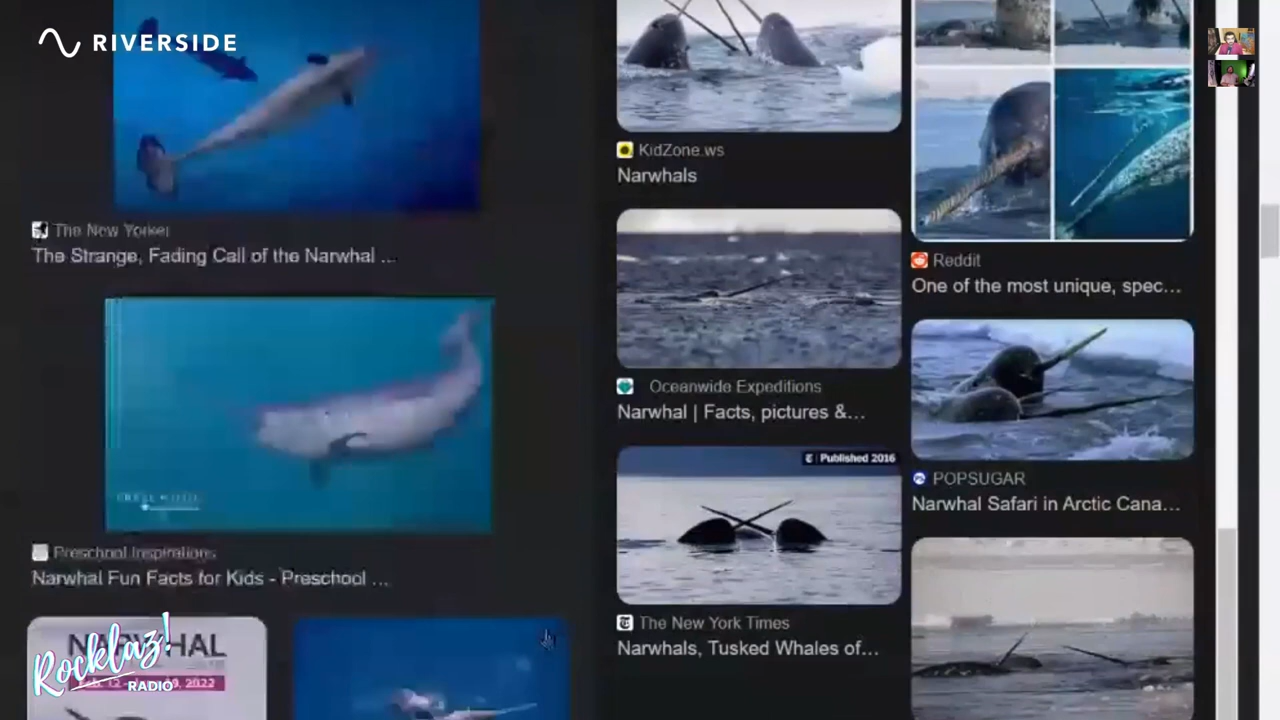 RIVERSIDE
The New Yorker
The Strange, Fading Call of the Narwhal ...
Preschool Inspirations
Narwhal Fun Facts for Kids - Preschool ...
NARWHAL
Rocklaz!
RADIO
KidZone.ws
Narwhals
Oceanwide Expeditions
Narwhal | Facts, pictures &...
Published 2016
The New York Times
Narwhals, Tusked Whales of...
Reddit
One of the most unique, spec...
POPSUGAR
Narwhal Safari in Arctic Cana...